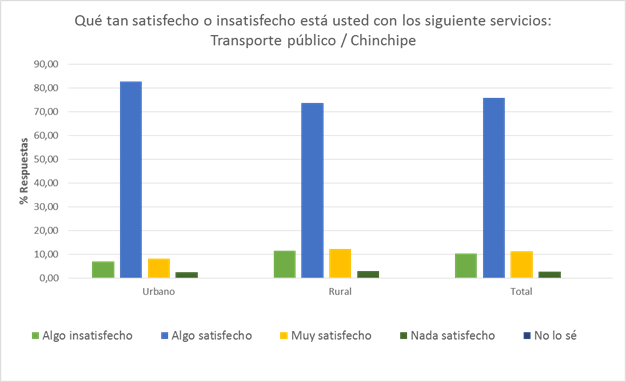 Qué tan satisfecho o insatisfecho está usted con los siguiente servicios:
Transporte público / Chinchipe
90,00
80,00
70,00
60,00
50,00
40,00
30,00
20,00
10,00
0,00
% Respuestas
Urbano
Rural
Total
Algo insatisfecho
Algo satisfecho
Muy satisfecho
Nada satisfecho
No lo sé